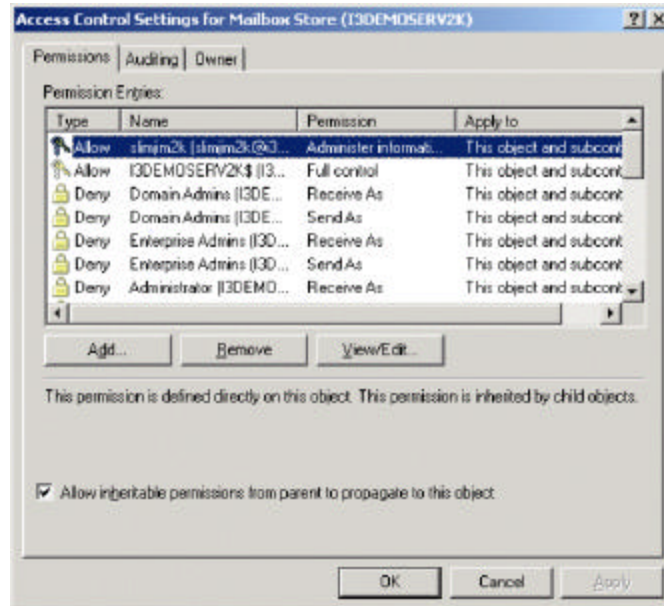 Access Control Settings for Mailbox Store (I3DEMOSERV2K)
Permissions Auditing Owner
Permission Entries:
Type Name Permission Apply to
Allow slimjim2k (slimjim2k@i3... Administer informati... This object and subcont
Allow I3DEMOSERV2K$ (I3... Full control This object and subcont
Deny Domain Admins (I3DE... Receive As This object and subcont
Deny Domain Admins (I3DE... Send As This object and subcont
Deny Enterprise Admins (I3D... Receive As This object and subcont
Deny Enterprise Admins (I3D... Send As This object and subcont
Deny Administrator (I3DEMO... Receive As This object and subcont
Add... Remove View/Edit...
This permission is defined directly on this object. This permission is inherited by child objects.
Allow inheritable permissions from parent to propagate to this object
OK Cancel Apply